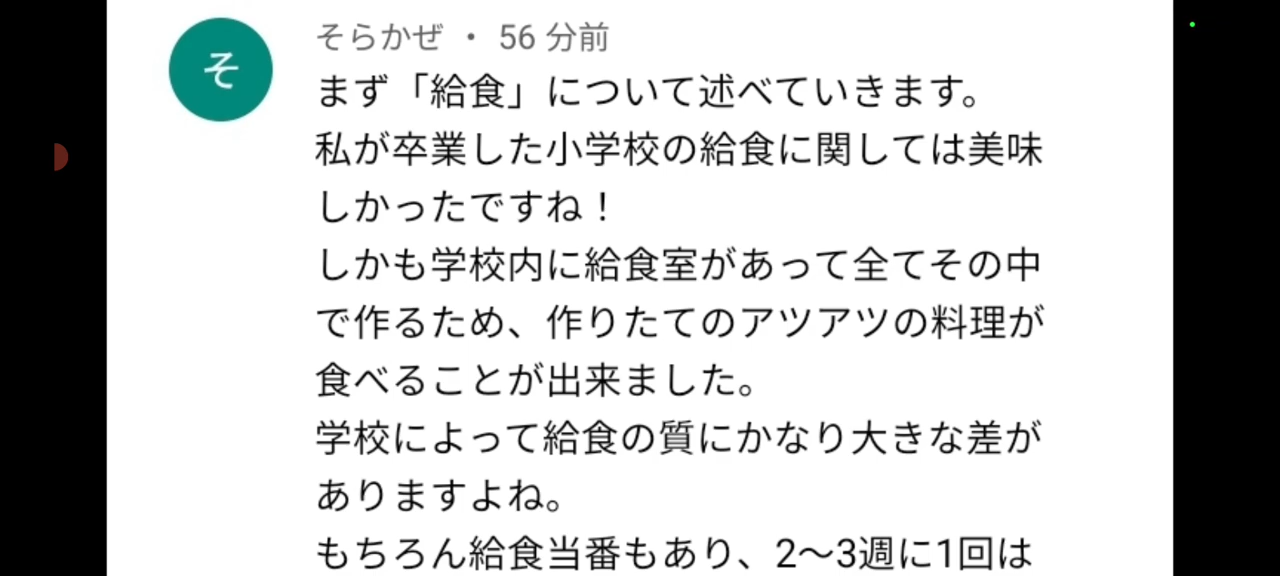 そ
そらかぜ・56 分前
まず「給食」について述べていきます。
私が卒業した小学校の給食に関しては美味
しかったですね！
しかも学校内に給食室があって全てその中
で作るため、作りたてのアツアツの料理が
食べることが出来ました。
学校によって給食の質にかなり大きな差が
ありますよね。
もちろん給食当番もあり、2〜3週に1回は